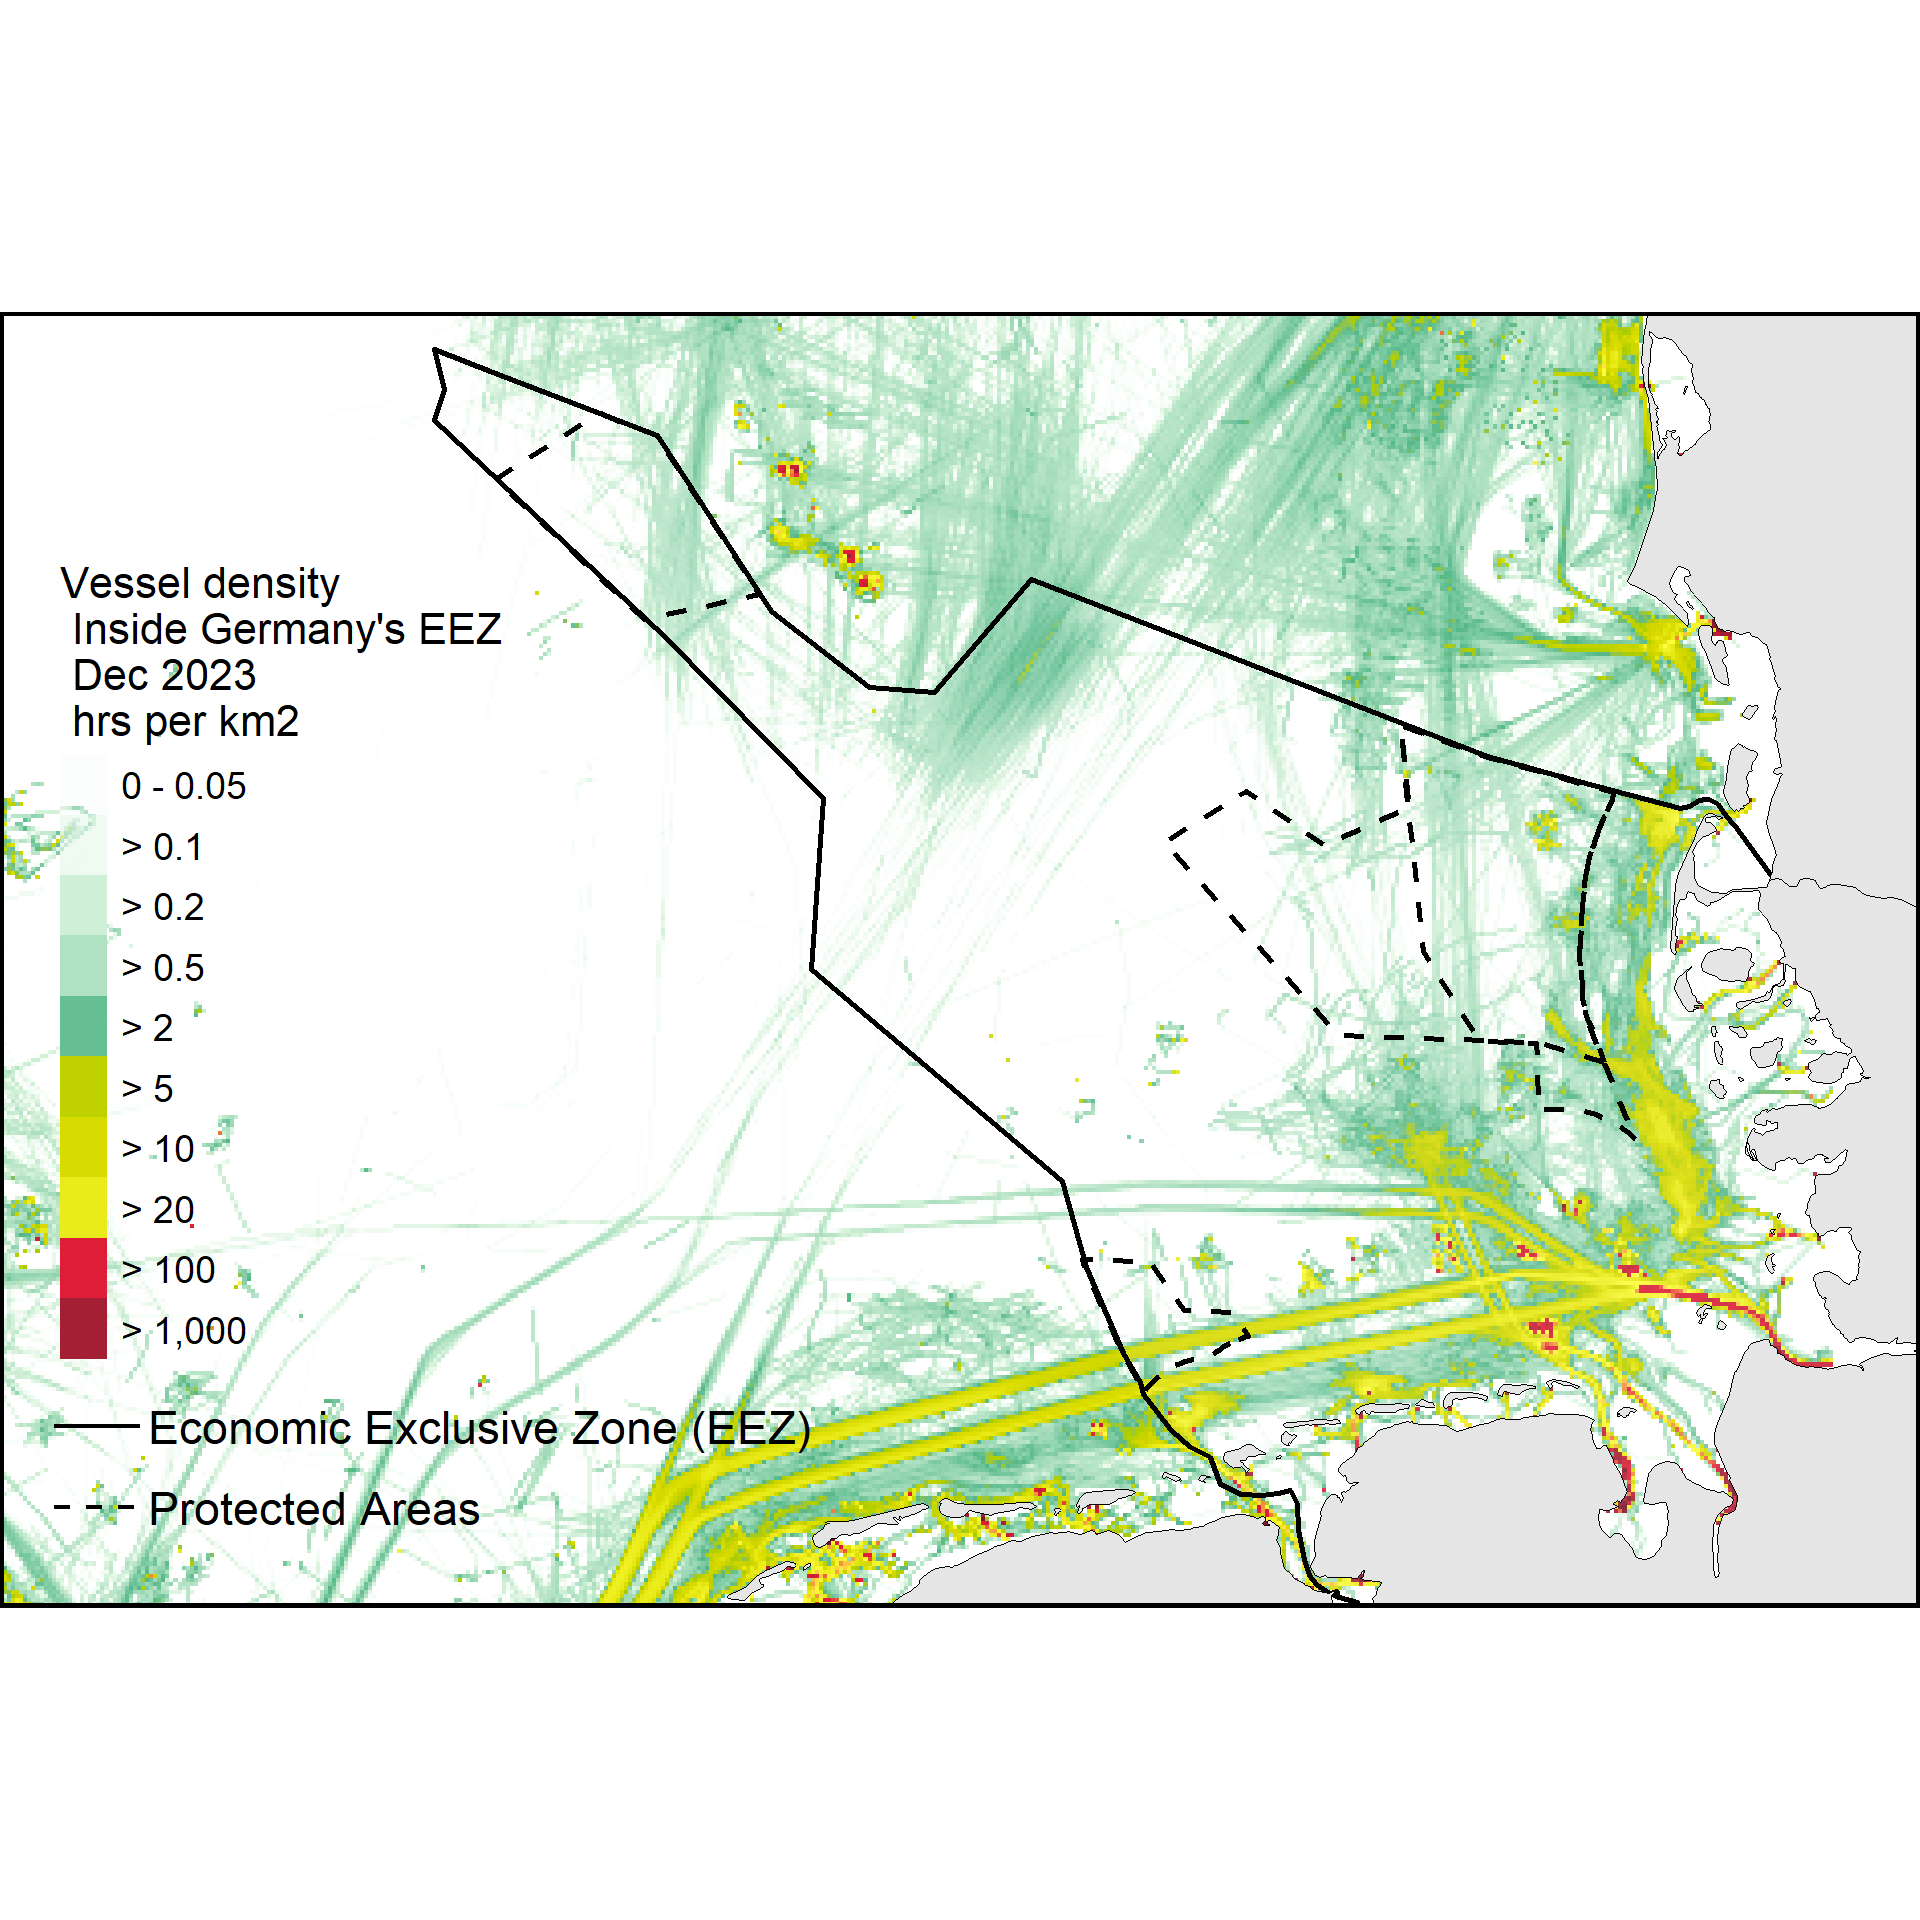 Vessel density
Inside Germany's EEZ
Dec 2023
hrs per km2
0 - 0.05
> 0.1
> 0.2
> 0.5
> 2
> 5
> 10
> 20
> 100
> 1,000
Economic Exclusive Zone (EEZ)
Protected Areas